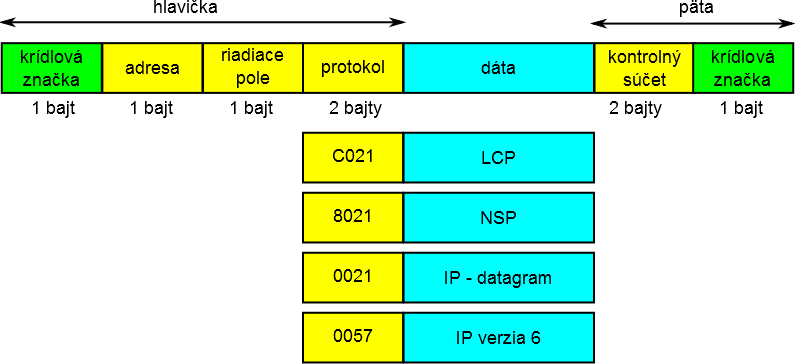 hlavička
päta
krídlová
značka
adresa
riadiace
pole
protokol
dáta
kontrolný
súčet
krídlová
značka
1 bajt
1 bajt
1 bajt
2 bajty
2 bajty
1 bajt
C021
LCP
8021
NSP
0021
IP - datagram
0057
IP verzia 6